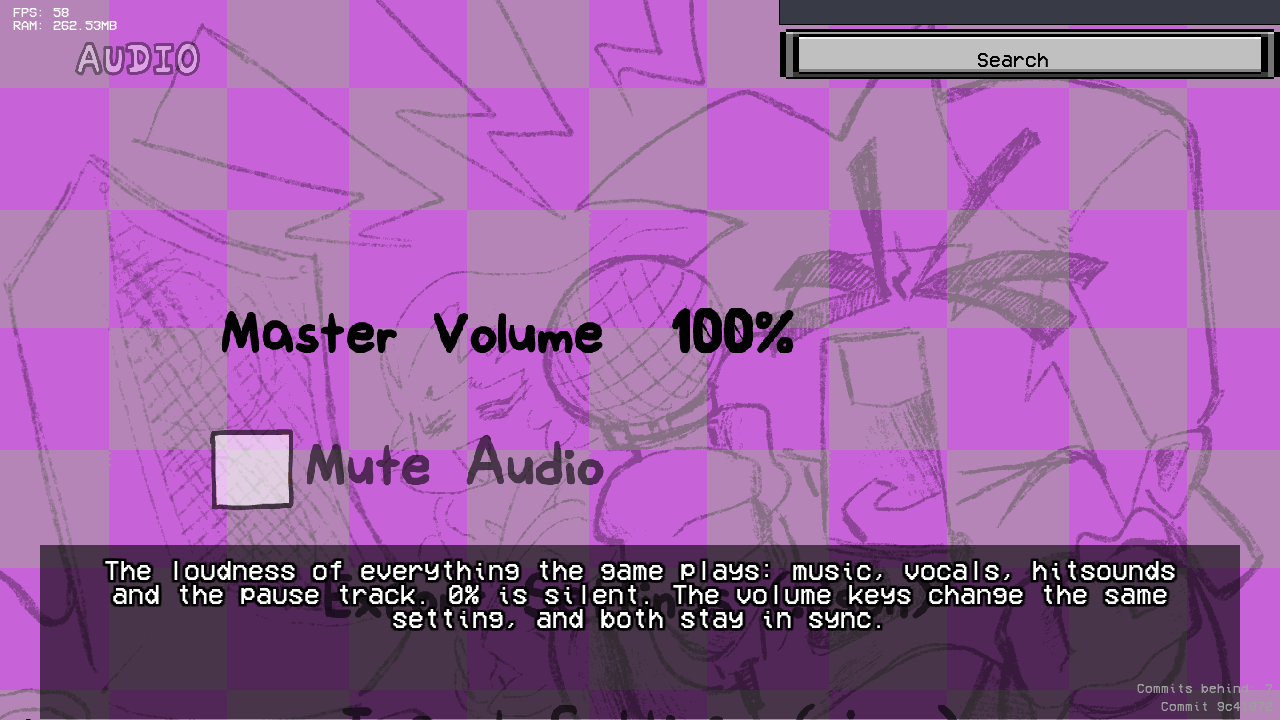 FPS: 58
RAM: 262.53MB
AUDIO
Search
Master Volume 100%
Mute Audio
The loudness of everything the game plays: music, vocals, hitsounds
and the pause track. 0% is silent. The volume keys change the same
setting, and both stay in sync.
Commits behind
Commit